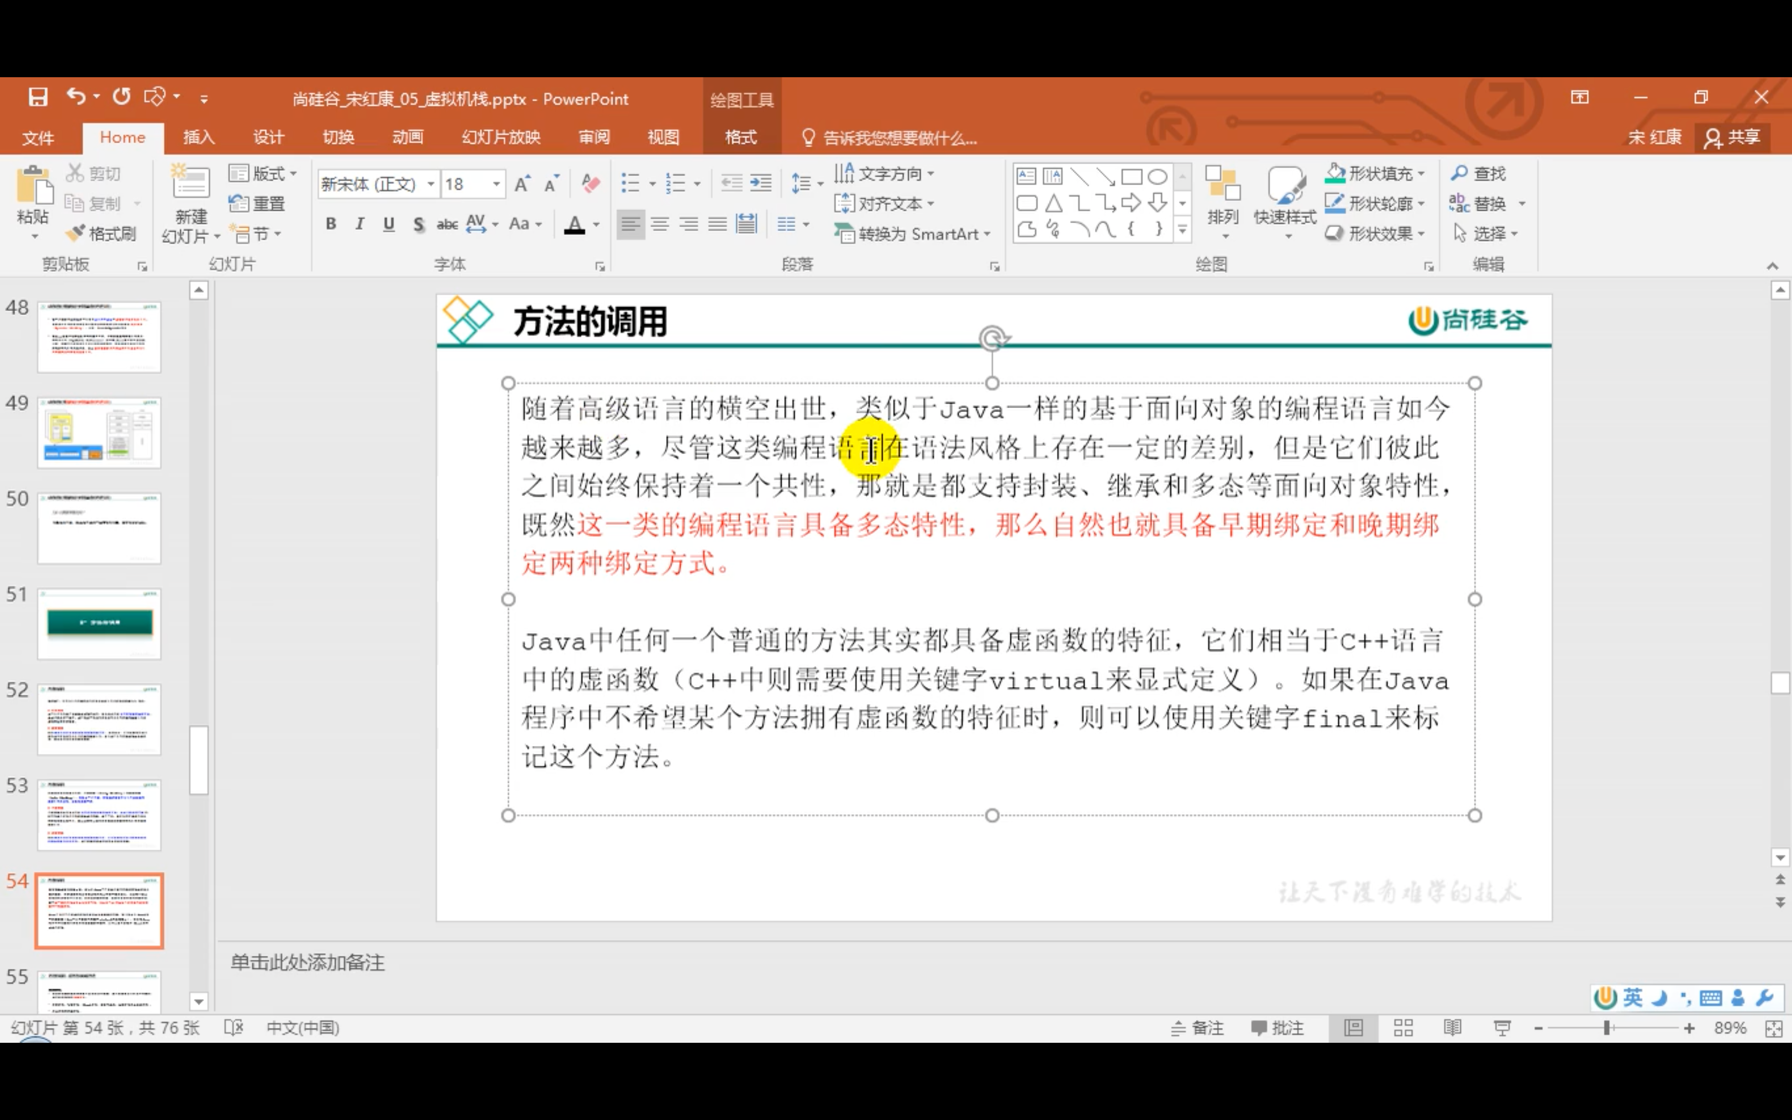 尚硅谷_宋红康_05_虚拟机栈.pptx - PowerPoint
绘图工具
文件
Home
插入
设计
切换
动画
幻灯片放映
审阅
视图
格式
告诉我您想要做什么...
宋 红康
共享
粘贴
剪切
复制
格式刷
剪贴板
新建
幻灯片
版式
重置
节
幻灯片
新宋体 (正文)
18
B I U S abc AV Aa A
字体
文字方向
对齐文本
转换为 SmartArt
段落
排列
快速样式
形状填充
形状轮廓
形状效果
绘图
查找
替换
选择
编辑
48
49
50
51
52
53
54
55
方法的调用
尚硅谷
随着高级语言的横空出世，类似于Java一样的基于面向对象的编程语言如今
越来越多，尽管这类编程语言在语法风格上存在一定的差别，但是它们彼此
之间始终保持着一个共性，那就是都支持封装、继承和多态等面向对象特性，
既然这一类的编程语言具备多态特性，那么自然也就具备早期绑定和晚期绑
定两种绑定方式。
Java中任何一个普通的方法其实都具备虚函数的特征，它们相当于C++语言
中的虚函数（C++中则需要使用关键字virtual来显式定义）。如果在Java
程序中不希望某个方法拥有虚函数的特征时，则可以使用关键字final来标
记这个方法。
让天下没有难学的技术
单击此处添加备注
英
幻灯片 第 54 张，共 76 张
中文(中国)
备注
批注
89%